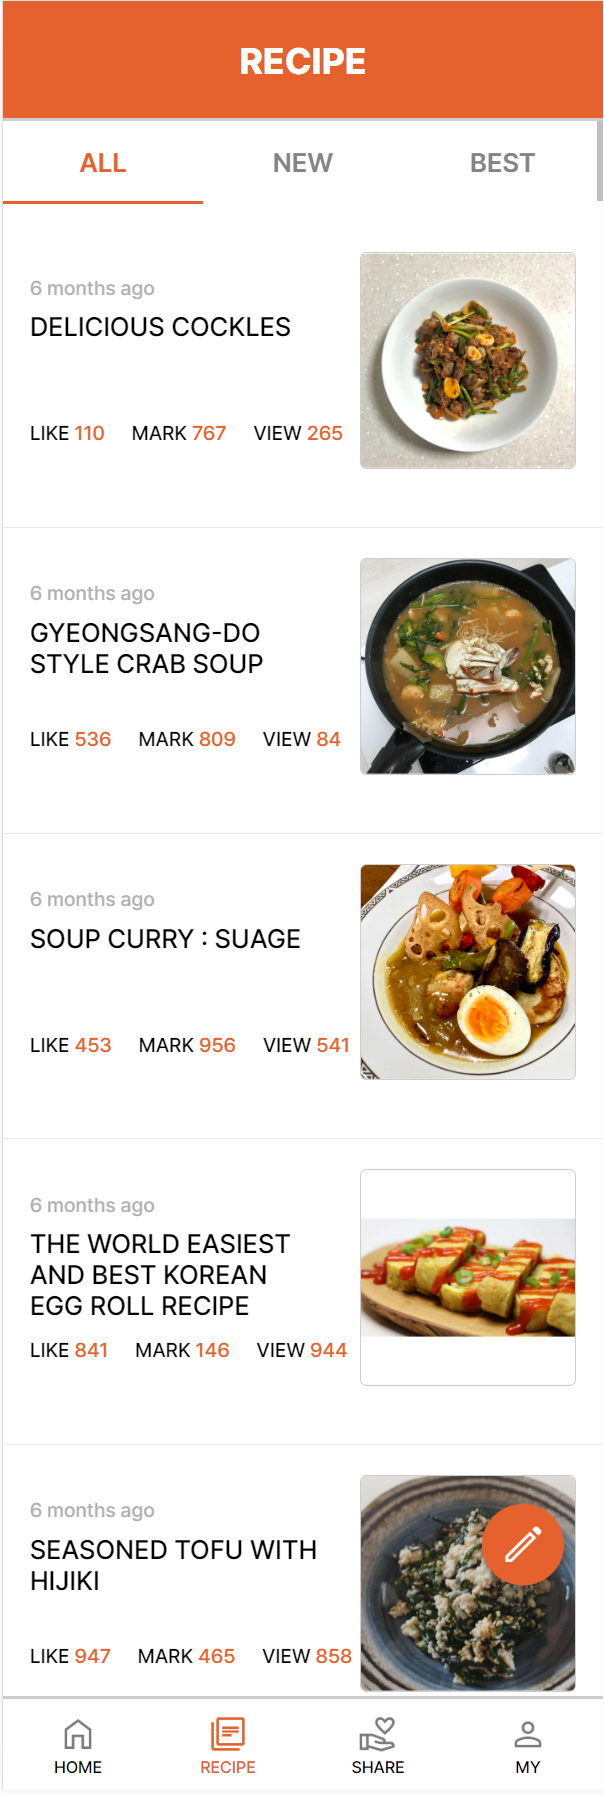 RECIPE
ALL NEW BEST
6 months ago
DELICIOUS COCKLES
LIKE 110 MARK 767 VIEW 265
6 months ago
GYEONGSANG-DO
STYLE CRAB SOUP
LIKE 536 MARK 809 VIEW 84
6 months ago
SOUP CURRY : SUAGE
LIKE 453 MARK 956 VIEW 541
6 months ago
THE WORLD EASIEST
AND BEST KOREAN
EGG ROLL RECIPE
LIKE 841 MARK 146 VIEW 944
6 months ago
SEASONED TOFU WITH
HIJIKI
LIKE 947 MARK 465 VIEW 858
HOME RECIPE SHARE MY